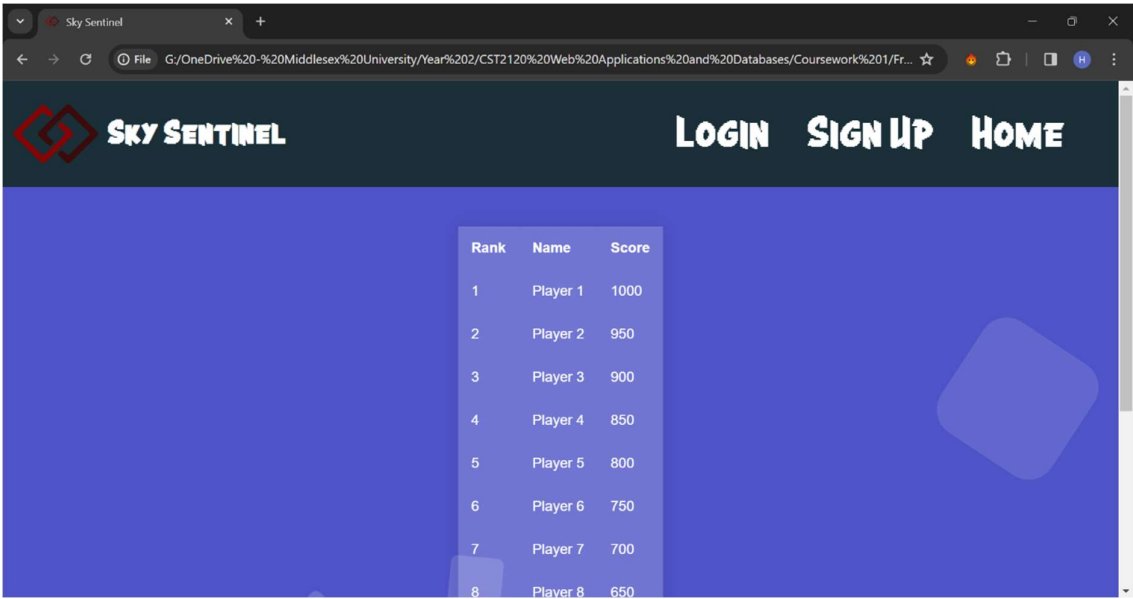 Sky Sentinel
File G:/OneDrive%20-%20Middlesex%20University/Year%202/CST2120%20Web%20Applications%20and%20Databases/Coursework%201/Fr...
H
Sky Sentinel Login Sign Up Home
Rank Name Score
1 Player 1 1000
2 Player 2 950
3 Player 3 900
4 Player 4 850
5 Player 5 800
6 Player 6 750
7 Player 7 700
8 Player 8 650